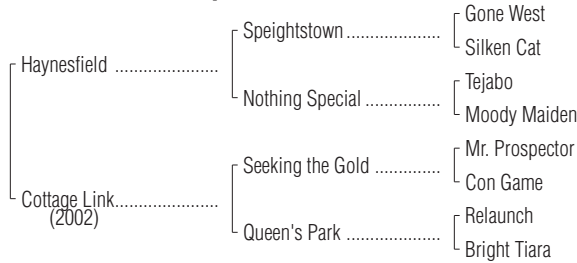 Haynesfield ......................
Cottage Link......................
(2002)
Speightstown ....................
Nothing Special ................
Seeking the Gold ...............
Queen's Park ....................
Gone West
Silken Cat
Tejabo
Moody Maiden
Mr. Prospector
Con Game
Relaunch
Bright Tiara